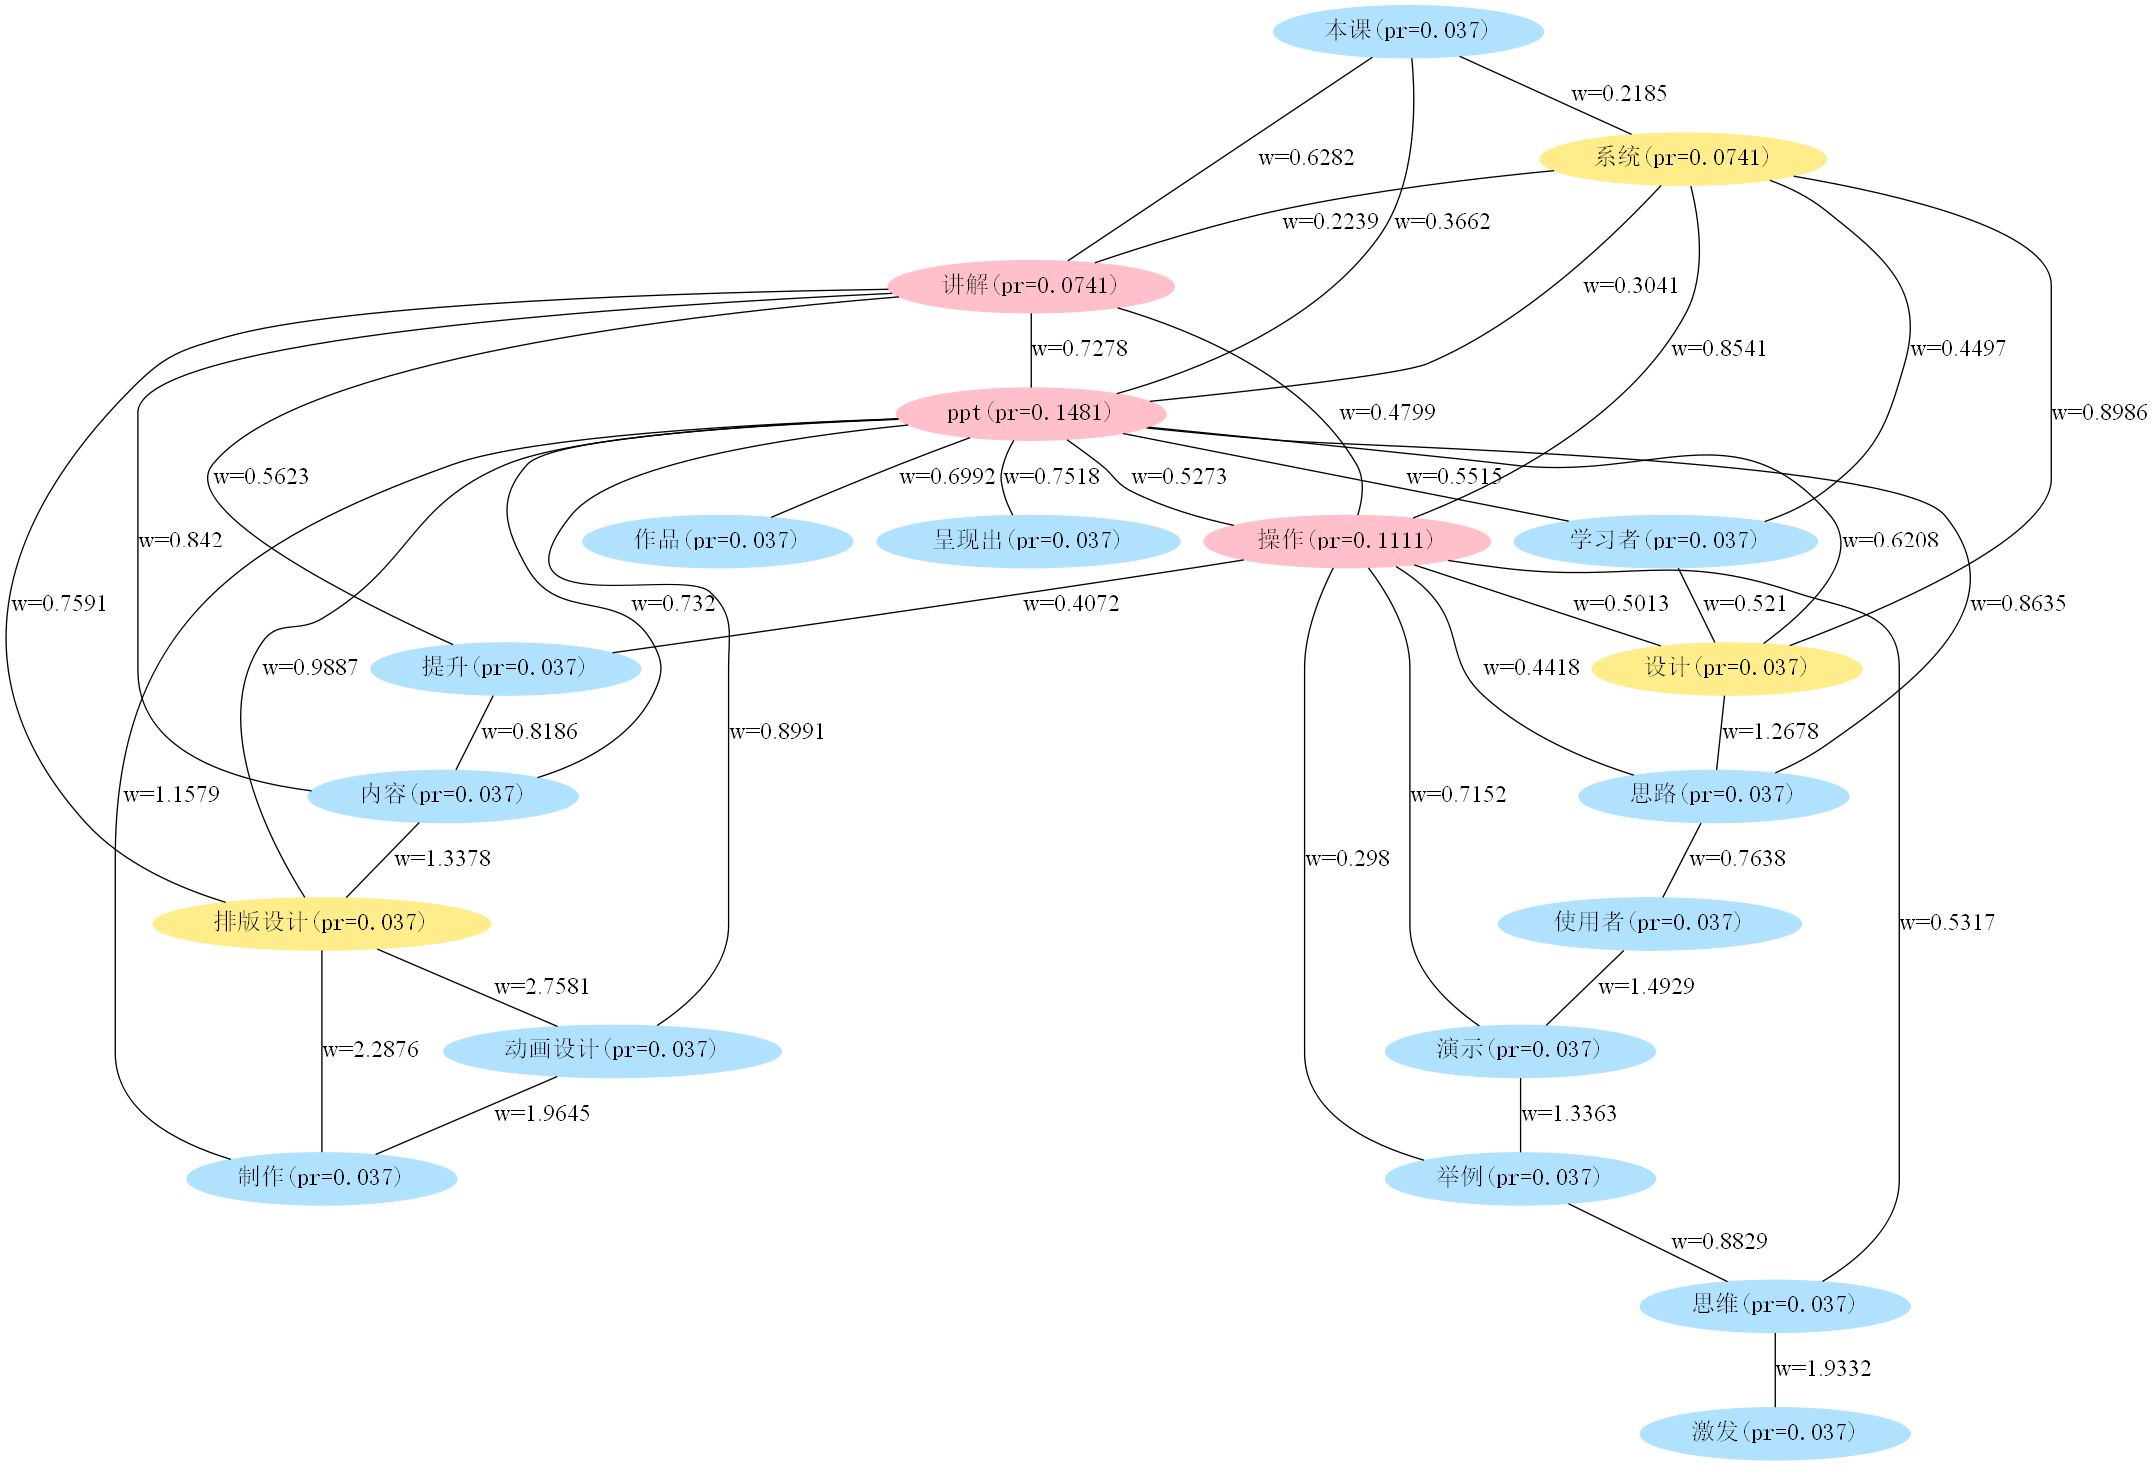 本课(pr=0.037)
w=0.2185
w=0.6282
系统(pr=0.0741)
w=0.2239
w=0.3662
讲解(pr=0.0741)
w=0.3041
w=0.7278
w=0.8541
w=0.4497
ppt(pr=0.1481)
w=0.4799
w=0.8986
w=0.5623
w=0.6992
w=0.7518
w=0.5273
w=0.5515
w=0.842
作品(pr=0.037)
呈现出(pr=0.037)
操作(pr=0.1111)
学习者(pr=0.037)
w=0.6208
w=0.7591
w=0.732
w=0.4072
w=0.5013
w=0.521
w=0.8635
w=0.9887
提升(pr=0.037)
w=0.4418
设计(pr=0.037)
w=0.8186
w=0.8991
w=1.2678
w=1.1579
内容(pr=0.037)
w=0.7152
思路(pr=0.037)
w=1.3378
w=0.298
w=0.7638
排版设计(pr=0.037)
使用者(pr=0.037)
w=0.5317
w=2.7581
w=1.4929
w=2.2876
动画设计(pr=0.037)
演示(pr=0.037)
w=1.9645
w=1.3363
制作(pr=0.037)
举例(pr=0.037)
w=0.8829
思维(pr=0.037)
w=1.9332
激发(pr=0.037)